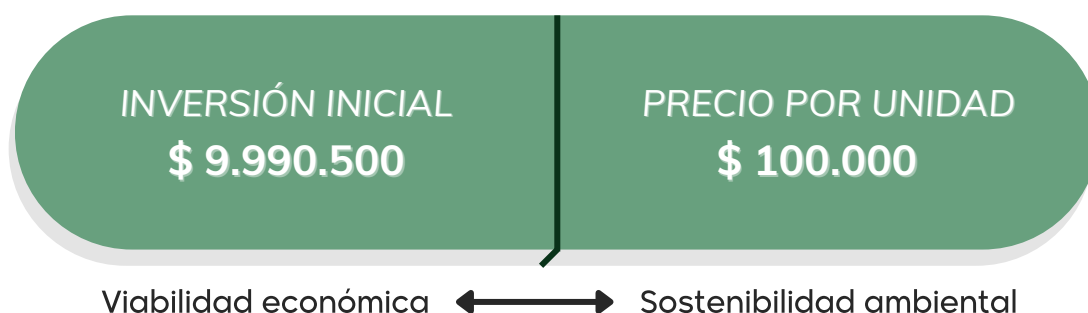 INVERSIÓN INICIAL
$ 9.990.500
PRECIO POR UNIDAD
$ 100.000
Viabilidad económica
Sostenibilidad ambiental